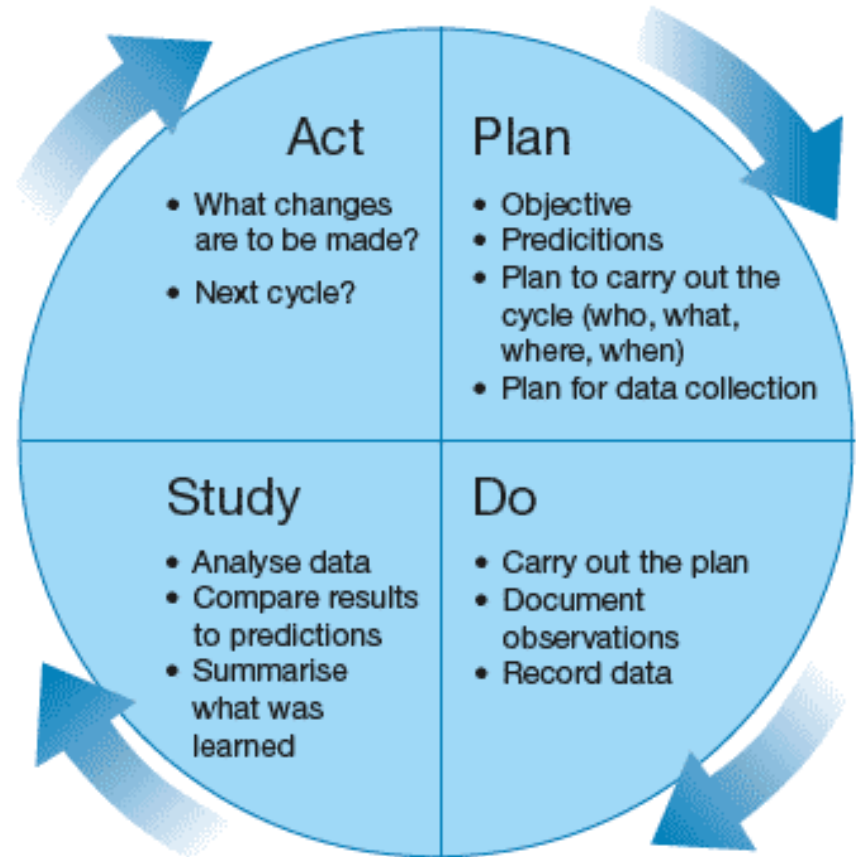 Act
• What changes
are to be made?
• Next cycle?
Plan
• Objective
• Predicitions
• Plan to carry out the
cycle (who, what,
where, when)
• Plan for data collection
Study
• Analyse data
• Compare results
to predictions
• Summarise
what was
learned
Do
• Carry out the plan
• Document
observations
• Record data